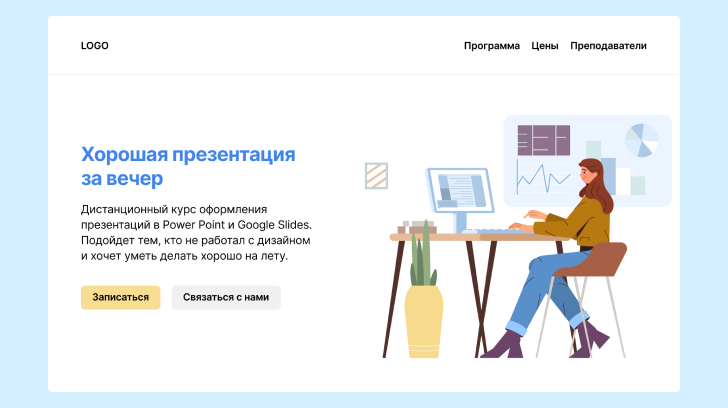 LOGO
Программа Цены Преподаватели
Хорошая презентация
за вечер
Дистанционный курс оформления
презентаций в Power Point и Google Slides.
Подойдет тем, кто не работал с дизайном
и хочет уметь делать хорошо на лету.
Записаться Связаться с нами